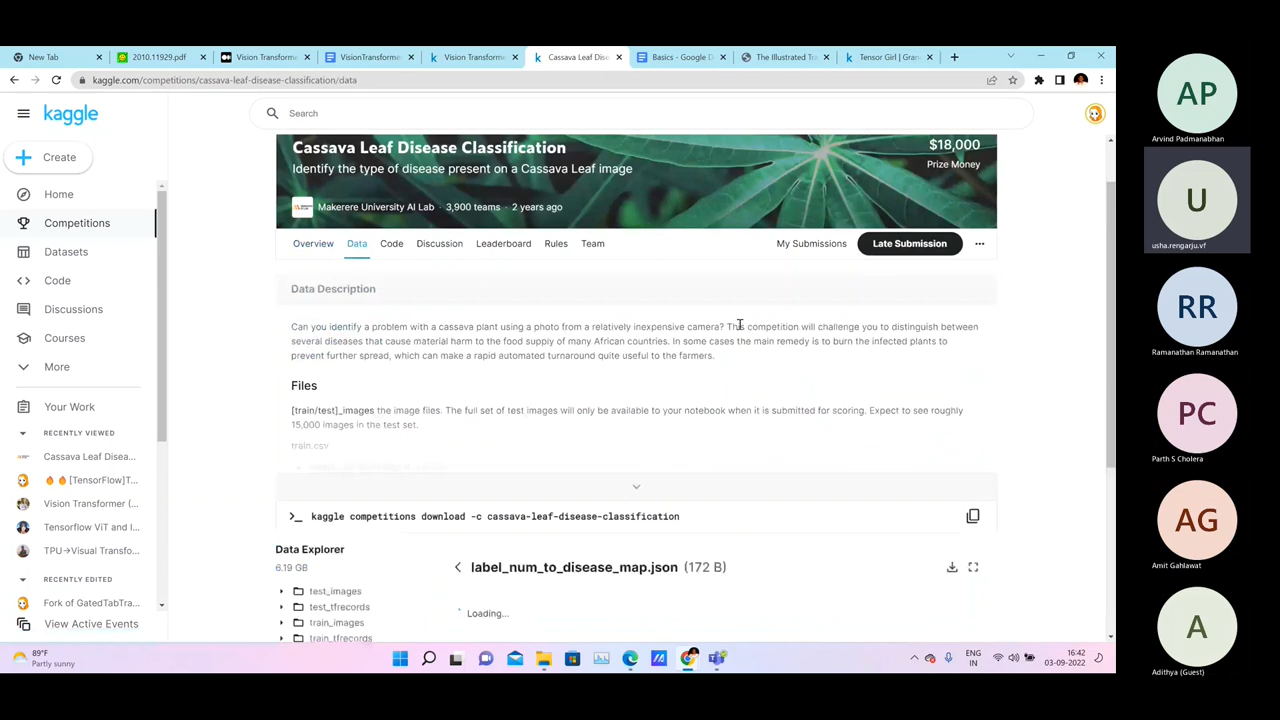 New Tab
2010.11929.pdf
Vision Transforme
VisionTransforme
Vision Transforme
Cassava Leaf Dise
Basics - Google D
The Illustrated Tra
Tensor Girl | Gran
kaggle.com/competitions/cassava-leaf-disease-classification/data
kaggle
Search
Create
Home
Competitions
Datasets
Code
Discussions
Courses
More
Your Work
RECENTLY VIEWED
Cassava Leaf Disea...
[TensorFlow]T...
Vision Transformer (...
Tensorflow ViT and I...
TPU→Visual Transfo...
RECENTLY EDITED
Fork of GatedTabTra...
View Active Events
Cassava Leaf Disease Classification
$18,000
Identify the type of disease present on a Cassava Leaf image
Prize Money
Makerere University AI Lab · 3,900 teams · 2 years ago
Overview Data Code Discussion Leaderboard Rules Team My Submissions Late Submission
Data Description
Can you identify a problem with a cassava plant using a photo from a relatively inexpensive camera? This competition will challenge you to distinguish between
several diseases that cause material harm to the food supply of many African countries. In some cases the main remedy is to burn the infected plants to
prevent further spread, which can make a rapid automated turnaround quite useful to the farmers.
Files
[train/test]_images the image files. The full set of test images will only be available to your notebook when it is submitted for scoring. Expect to see roughly
15,000 images in the test set.
train.csv
>_ kaggle competitions download -c cassava-leaf-disease-classification
Data Explorer
6.19 GB
test_images
test_tfrecords
train_images
train_tfrecords
label_num_to_disease_map.json (172 B)
Loading...
89°F
Partly sunny
ENG
IN
16:42
03-09-2022
AP
Arvind Padmanabhan
U
usha.rengarju.vf
RR
Ramanathan Ramanathan
PC
Parth S Cholera
AG
Amit Gahlawat
A
Adithya (Guest)